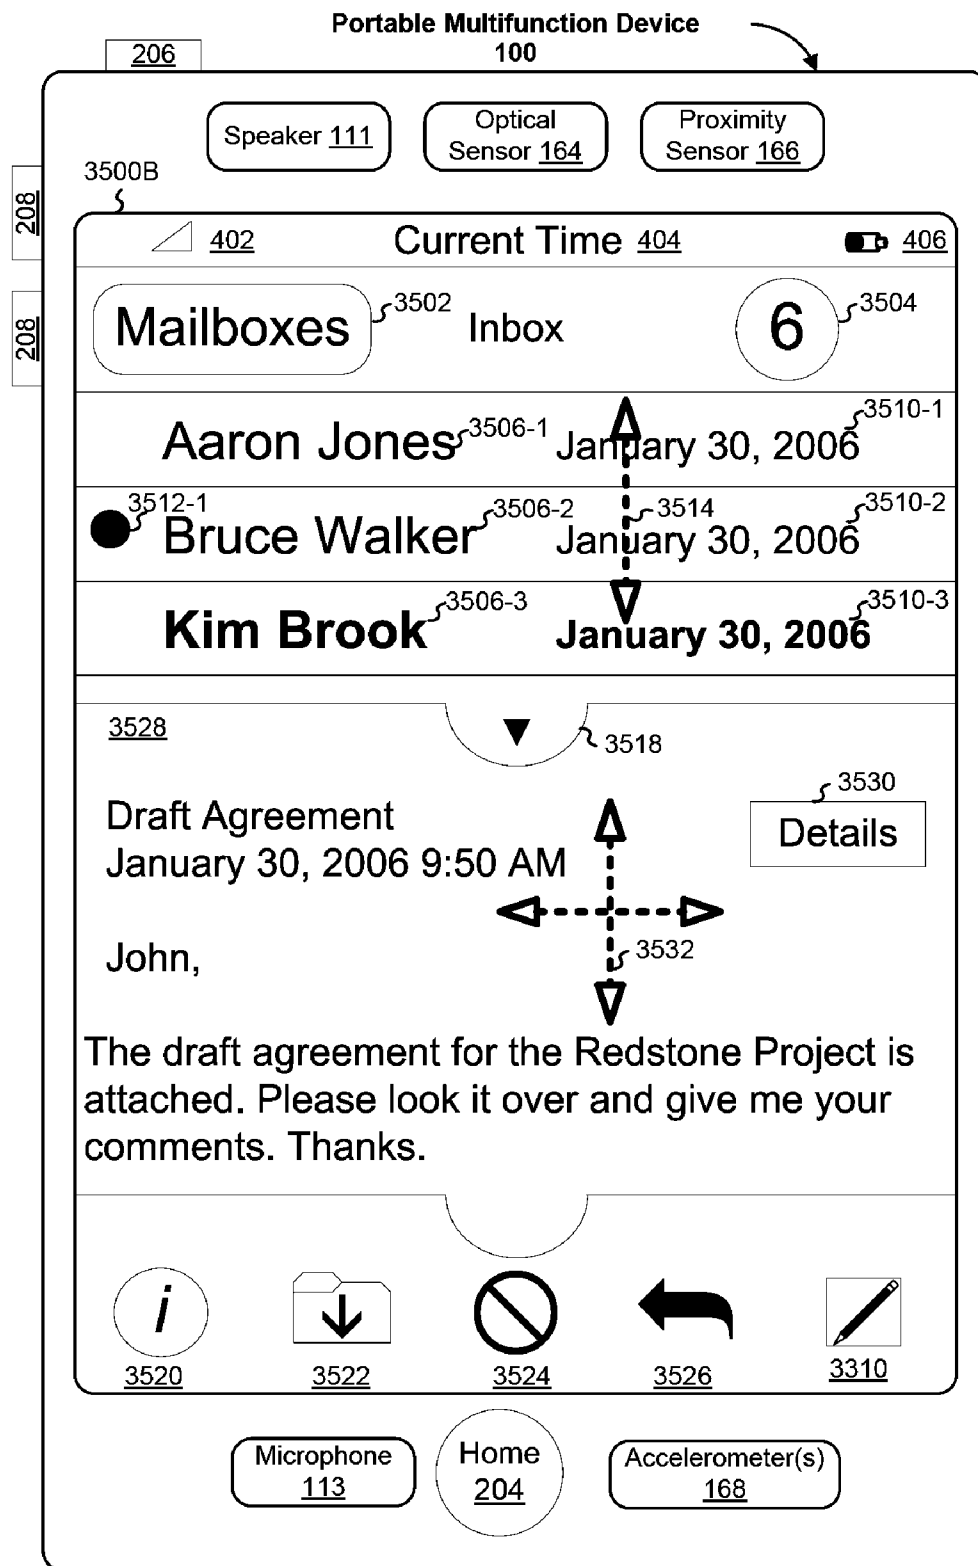 Portable Multifunction Device
100
206
Speaker 111
Optical
Sensor 164
Proximity
Sensor 166
3500B
208
208
402
Current Time 404
406
Mailboxes
3502
Inbox
6
3504
Aaron Jones
3506-1
January 30, 2006
3510-1
3512-1
Bruce Walker
3506-2
3514
January 30, 2006
3510-2
Kim Brook
3506-3
January 30, 2006
3510-3
3528
3518
3530
Draft Agreement
Details
January 30, 2006 9:50 AM
John,
3532
The draft agreement for the Redstone Project is
attached. Please look it over and give me your
comments. Thanks.
i
3520
3522
3524
3526
3310
Microphone
113
Home
204
Accelerometer(s)
168